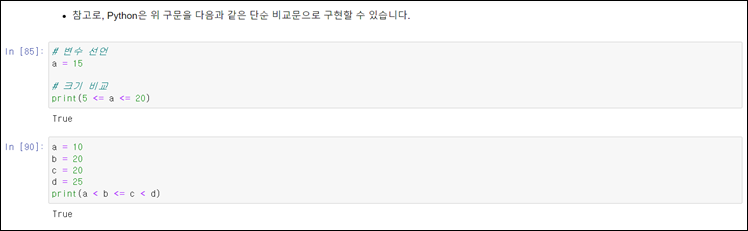 • 참고로, Python은 위 구문을 다음과 같은 단순 비교문으로 구현할 수 있습니다.
In [85]: # 변수 선언
a = 15
# 크기 비교
print(5 <= a <= 20)
True
In [90]: a = 10
b = 20
c = 20
d = 25
print(a < b <= c < d)
True